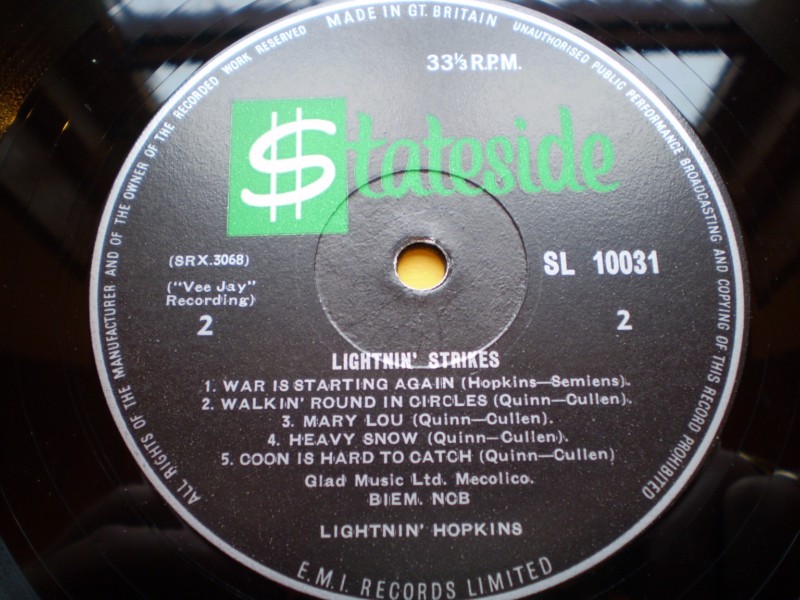 MADE IN GT. BRITAIN
ALL RIGHTS OF THE MANUFACTURER AND OF THE OWNER OF THE RECORDED WORK RESERVED
UNAUTHORISED PUBLIC PERFORMANCE BROADCASTING AND COPYING OF THIS RECORD PROHIBITED
33⅓ R.P.M.
$tateside
(SRX.3068)
SL 10031
("Vee Jay"
Recording)
2
2
LIGHTNIN' STRIKES
1. WAR IS STARTING AGAIN (Hopkins—Semiens).
2. WALKIN' ROUND IN CIRCLES (Quinn—Cullen).
3. MARY LOU (Quinn—Cullen).
4. HEAVY SNOW (Quinn—Cullen).
5. COON IS HARD TO CATCH (Quinn—Cullen)
Glad Music Ltd. Mecolico.
BIEM. NCB
LIGHTNIN' HOPKINS
E.M.I. RECORDS LIMITED